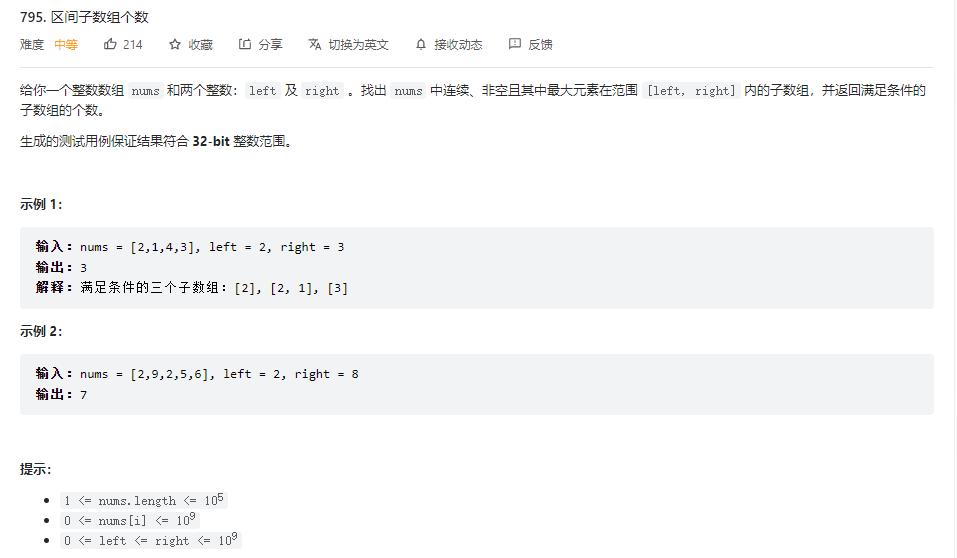 795. 区间子数组个数
难度 中等 214 收藏 分享 切换为英文 接收动态 反馈
给你一个整数数组 nums 和两个整数：left 及 right 。找出 nums 中连续、非空且其中最大元素在范围 [left, right] 内的子数组，并返回满足条件的
子数组的个数。
生成的测试用例保证结果符合 32-bit 整数范围。
示例 1：
输入：nums = [2,1,4,3], left = 2, right = 3
输出：3
解释：满足条件的三个子数组：[2], [2, 1], [3]
示例 2：
输入：nums = [2,9,2,5,6], left = 2, right = 8
输出：7
提示：
• 1 <= nums.length <= 10⁵
• 0 <= nums[i] <= 10⁹
• 0 <= left <= right <= 10⁹